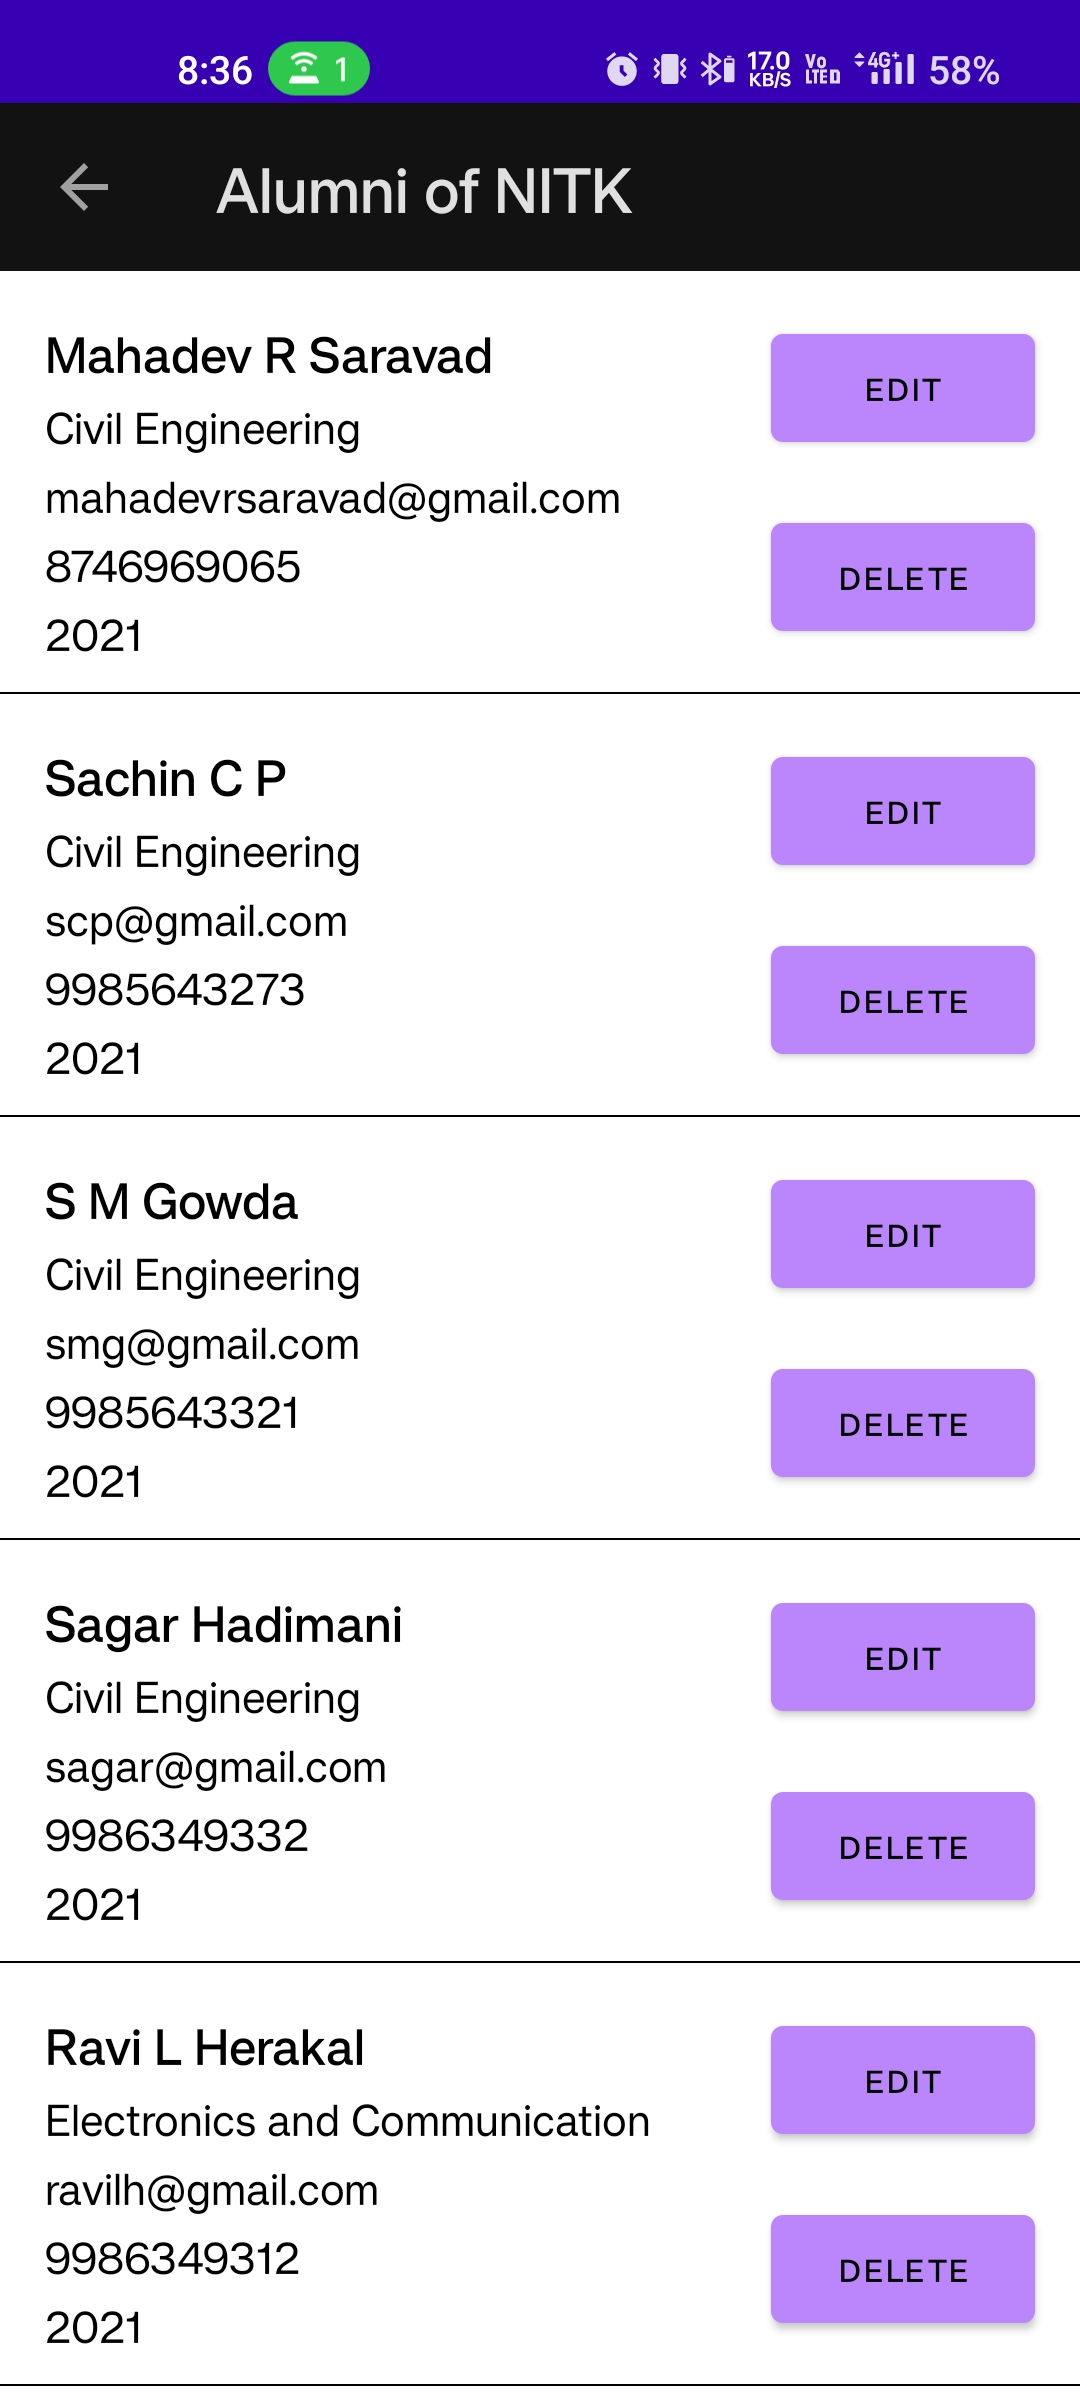 8:36 1 17.0 KB/S Vo LTE 4G+ 58%
Alumni of NITK
Mahadev R Saravad
Civil Engineering
mahadevrsaravad@gmail.com
8746969065
2021
EDIT
DELETE
Sachin C P
Civil Engineering
scp@gmail.com
9985643273
2021
EDIT
DELETE
S M Gowda
Civil Engineering
smg@gmail.com
9985643321
2021
EDIT
DELETE
Sagar Hadimani
Civil Engineering
sagar@gmail.com
9986349332
2021
EDIT
DELETE
Ravi L Herakal
Electronics and Communication
ravilh@gmail.com
9986349312
2021
EDIT
DELETE